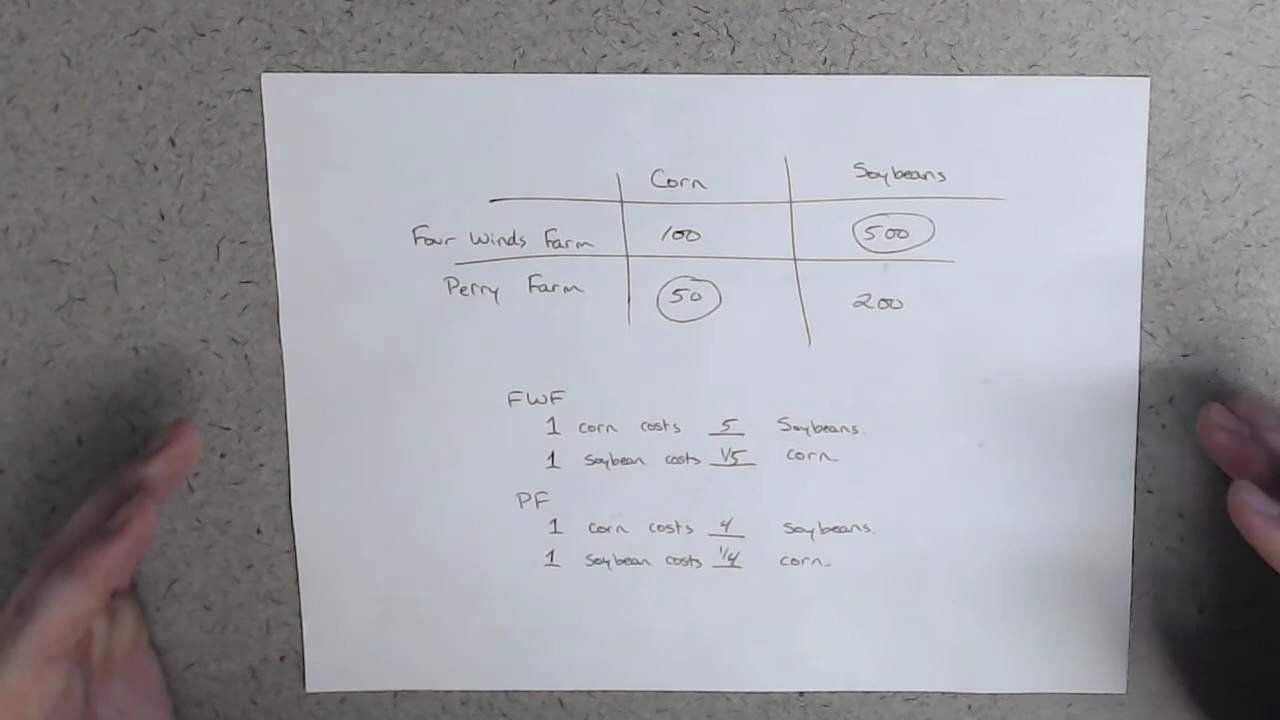 Corn Soybeans
Four Winds Farm 100 500
Perry Farm 50 200
FWF
1 corn costs 5 Soybeans.
1 Soybean costs 1/5 corn.
PF
1 corn costs 4 Soybeans.
1 Soybean costs 1/4 corn.